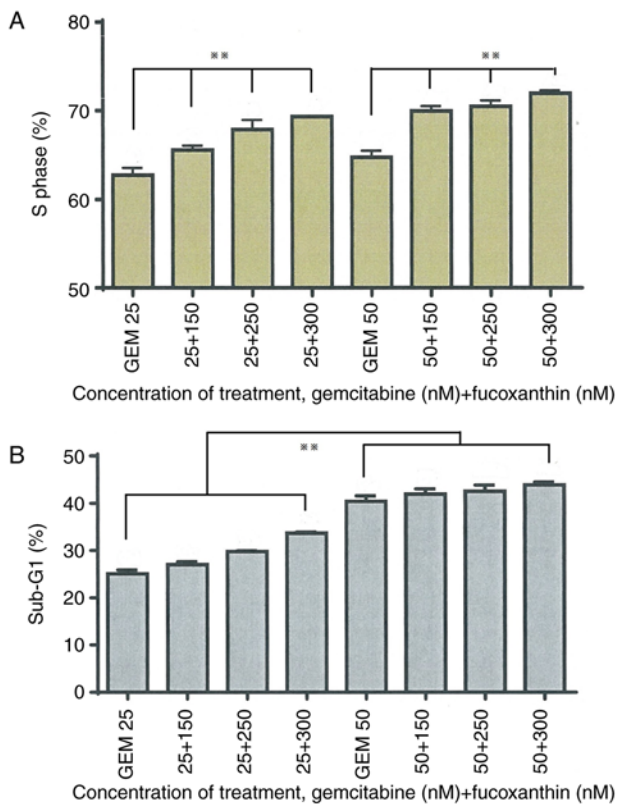 A
80
70
60
50
S phase (%)
** **
GEM 25
25+150
25+250
25+300
GEM 50
50+150
50+250
50+300
Concentration of treatment, gemcitabine (nM)+fucoxanthin (nM)
B
50
40
30
20
10
0
Sub-G1 (%)
**
GEM 25
25+150
25+250
25+300
GEM 50
50+150
50+250
50+300
Concentration of treatment, gemcitabine (nM)+fucoxanthin (nM)